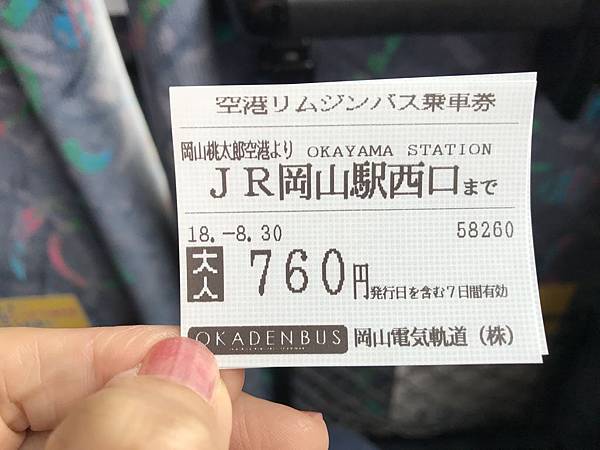 空港リムジンバス乗車券
岡山桃太郎空港より OKAYAMA STATION
JR岡山駅西口まで
18.-8.30 58260
大人 760円 発行日を含む7日間有効
OKADENBUS 岡山電気軌道（株）